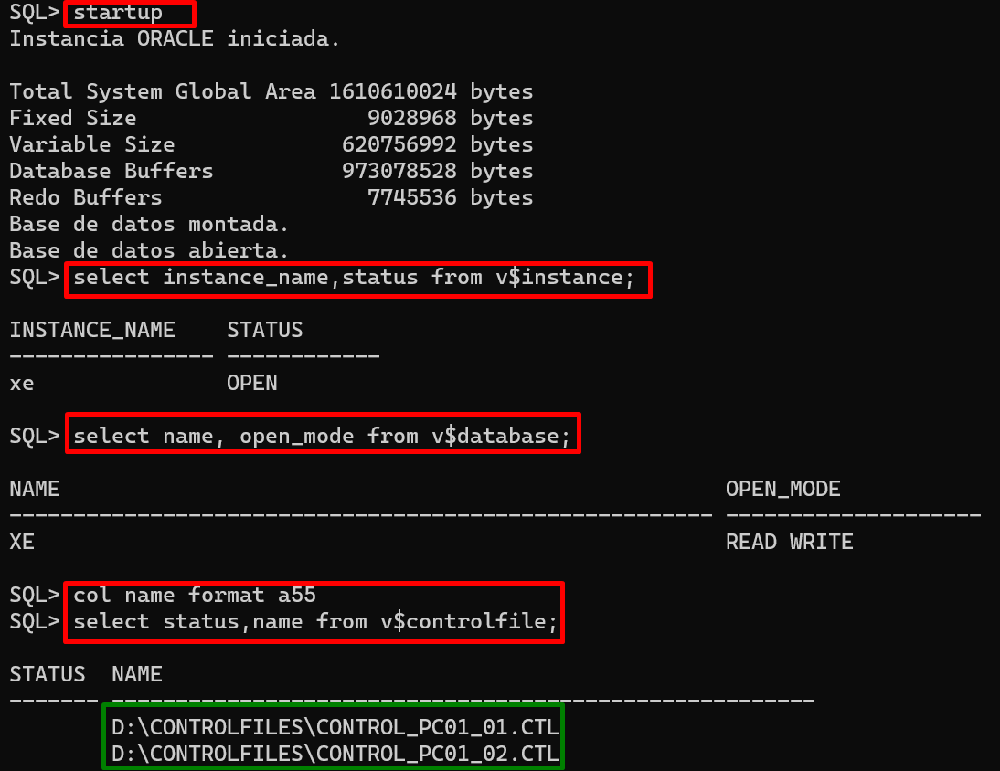 SQL> startup
Instancia ORACLE iniciada.
Total System Global Area 1610610024 bytes
Fixed Size 9028968 bytes
Variable Size 620756992 bytes
Database Buffers 973078528 bytes
Redo Buffers 7745536 bytes
Base de datos montada.
Base de datos abierta.
SQL> select instance_name,status from v$instance;
INSTANCE_NAME STATUS
---------------- ------------
xe OPEN
SQL> select name, open_mode from v$database;
NAME OPEN_MODE
------------------------------------------------------- --------------------
XE READ WRITE
SQL> col name format a55
SQL> select status,name from v$controlfile;
STATUS NAME
------- -------------------------------------------------------
D:\CONTROLFILES\CONTROL_PC01_01.CTL
D:\CONTROLFILES\CONTROL_PC01_02.CTL